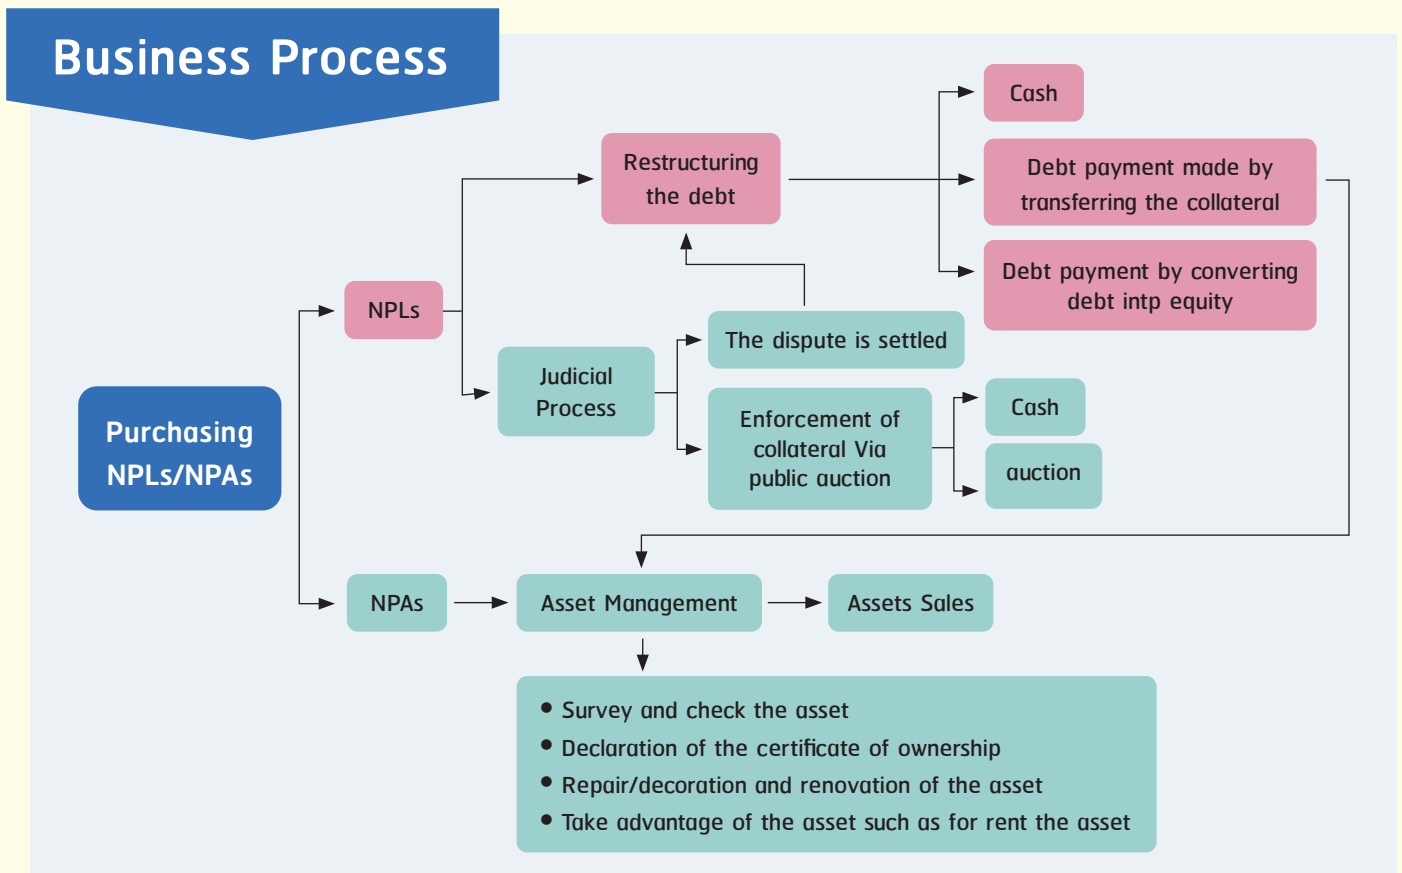 Business Process
Cash
Restructuring
the debt
Debt payment made by
transferring the collateral
Debt payment by converting
debt intp equity
NPLs
The dispute is settled
Judicial
Process
Enforcement of
collateral Via
public auction
Cash
auction
Purchasing
NPLs/NPAs
NPAs
Asset Management
Assets Sales
• Survey and check the asset
• Declaration of the certificate of ownership
• Repair/decoration and renovation of the asset
• Take advantage of the asset such as for rent the asset